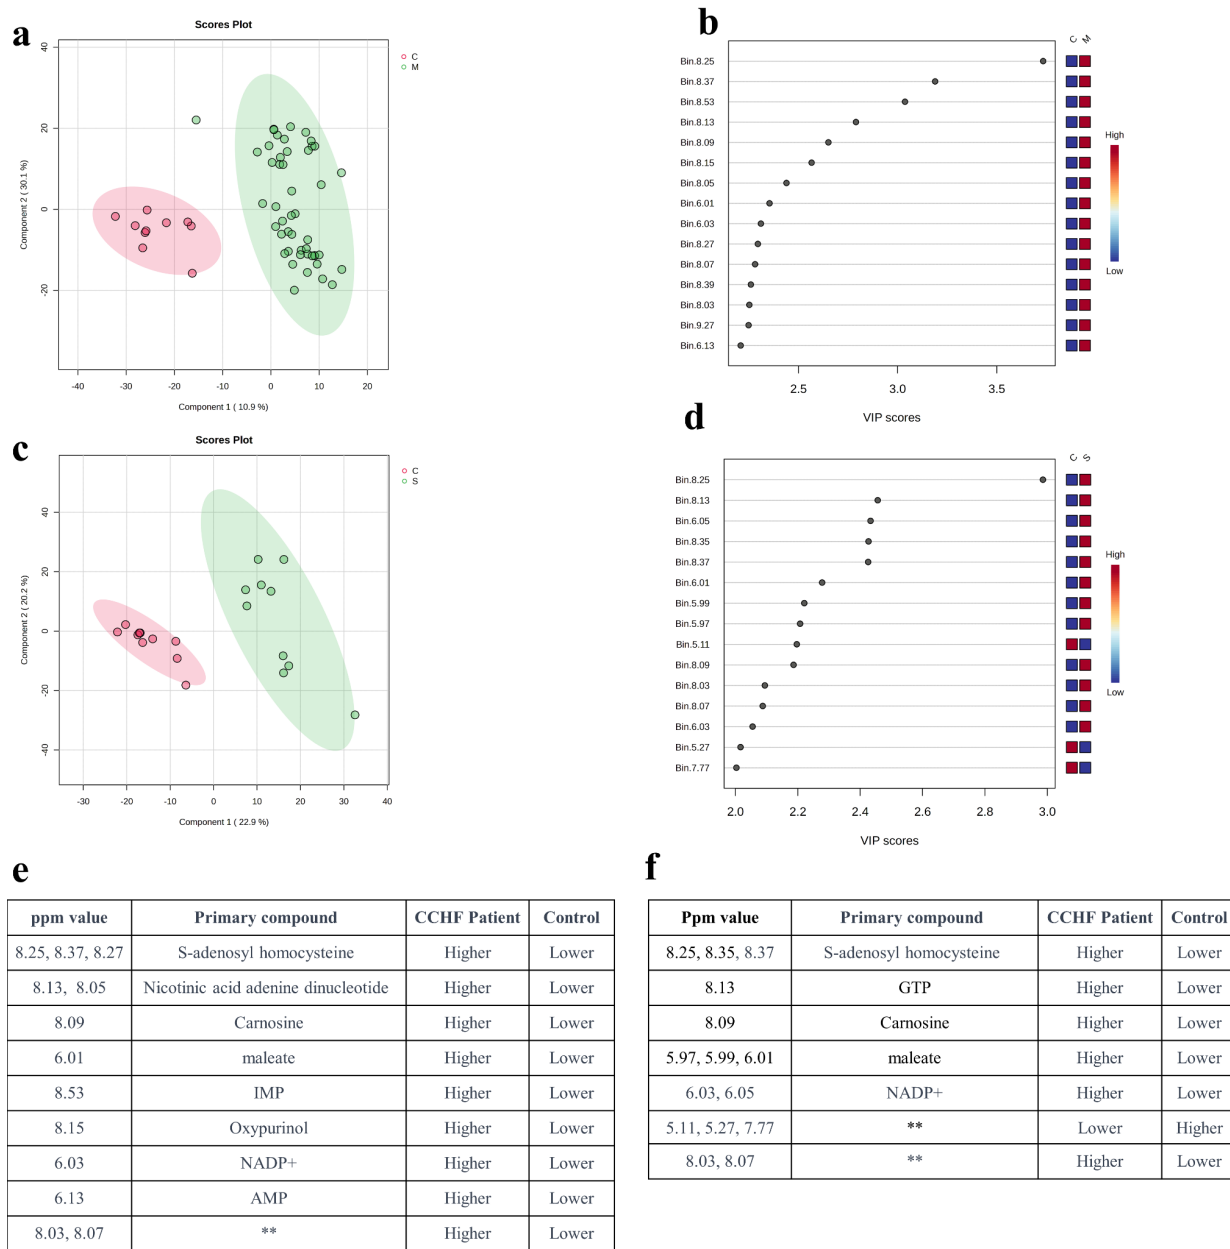 a
Scores Plot
C
M
40
20
0
-20
-40
-30
-20
-10
0
10
20
Component 2 ( 30.1 %)
Component 1 ( 10.9 %)
b
C M
Bin.8.25
Bin.8.37
Bin.8.53
Bin.8.13
Bin.8.09
Bin.8.15
Bin.8.05
Bin.6.01
Bin.6.03
Bin.8.27
Bin.8.07
Bin.8.39
Bin.8.03
Bin.9.27
Bin.6.13
High
Low
2.5 3.0 3.5
VIP scores
c
Scores Plot
C
S
40
20
0
-20
-40
-30 -20 -10 0 10 20 30 40
Component 2 ( 20.2 %)
Component 1 ( 22.9 %)
d
C S
Bin.8.25
Bin.8.13
Bin.6.05
Bin.8.35
Bin.8.37
Bin.6.01
Bin.5.99
Bin.5.97
Bin.5.11
Bin.8.09
Bin.8.03
Bin.8.07
Bin.6.03
Bin.5.27
Bin.7.77
High
Low
2.0 2.2 2.4 2.6 2.8 3.0
VIP scores
e
ppm value Primary compound CCHF Patient Control
8.25, 8.37, 8.27 S-adenosyl homocysteine Higher Lower
8.13, 8.05 Nicotinic acid adenine dinucleotide Higher Lower
8.09 Carnosine Higher Lower
6.01 maleate Higher Lower
8.53 IMP Higher Lower
8.15 Oxypurinol Higher Lower
6.03 NADP+ Higher Lower
6.13 AMP Higher Lower
8.03, 8.07 ** Higher Lower
f
Ppm value Primary compound CCHF Patient Control
8.25, 8.35, 8.37 S-adenosyl homocysteine Higher Lower
8.13 GTP Higher Lower
8.09 Carnosine Higher Lower
5.97, 5.99, 6.01 maleate Higher Lower
6.03, 6.05 NADP+ Higher Lower
5.11, 5.27, 7.77 ** Lower Higher
8.03, 8.07 ** Higher Lower